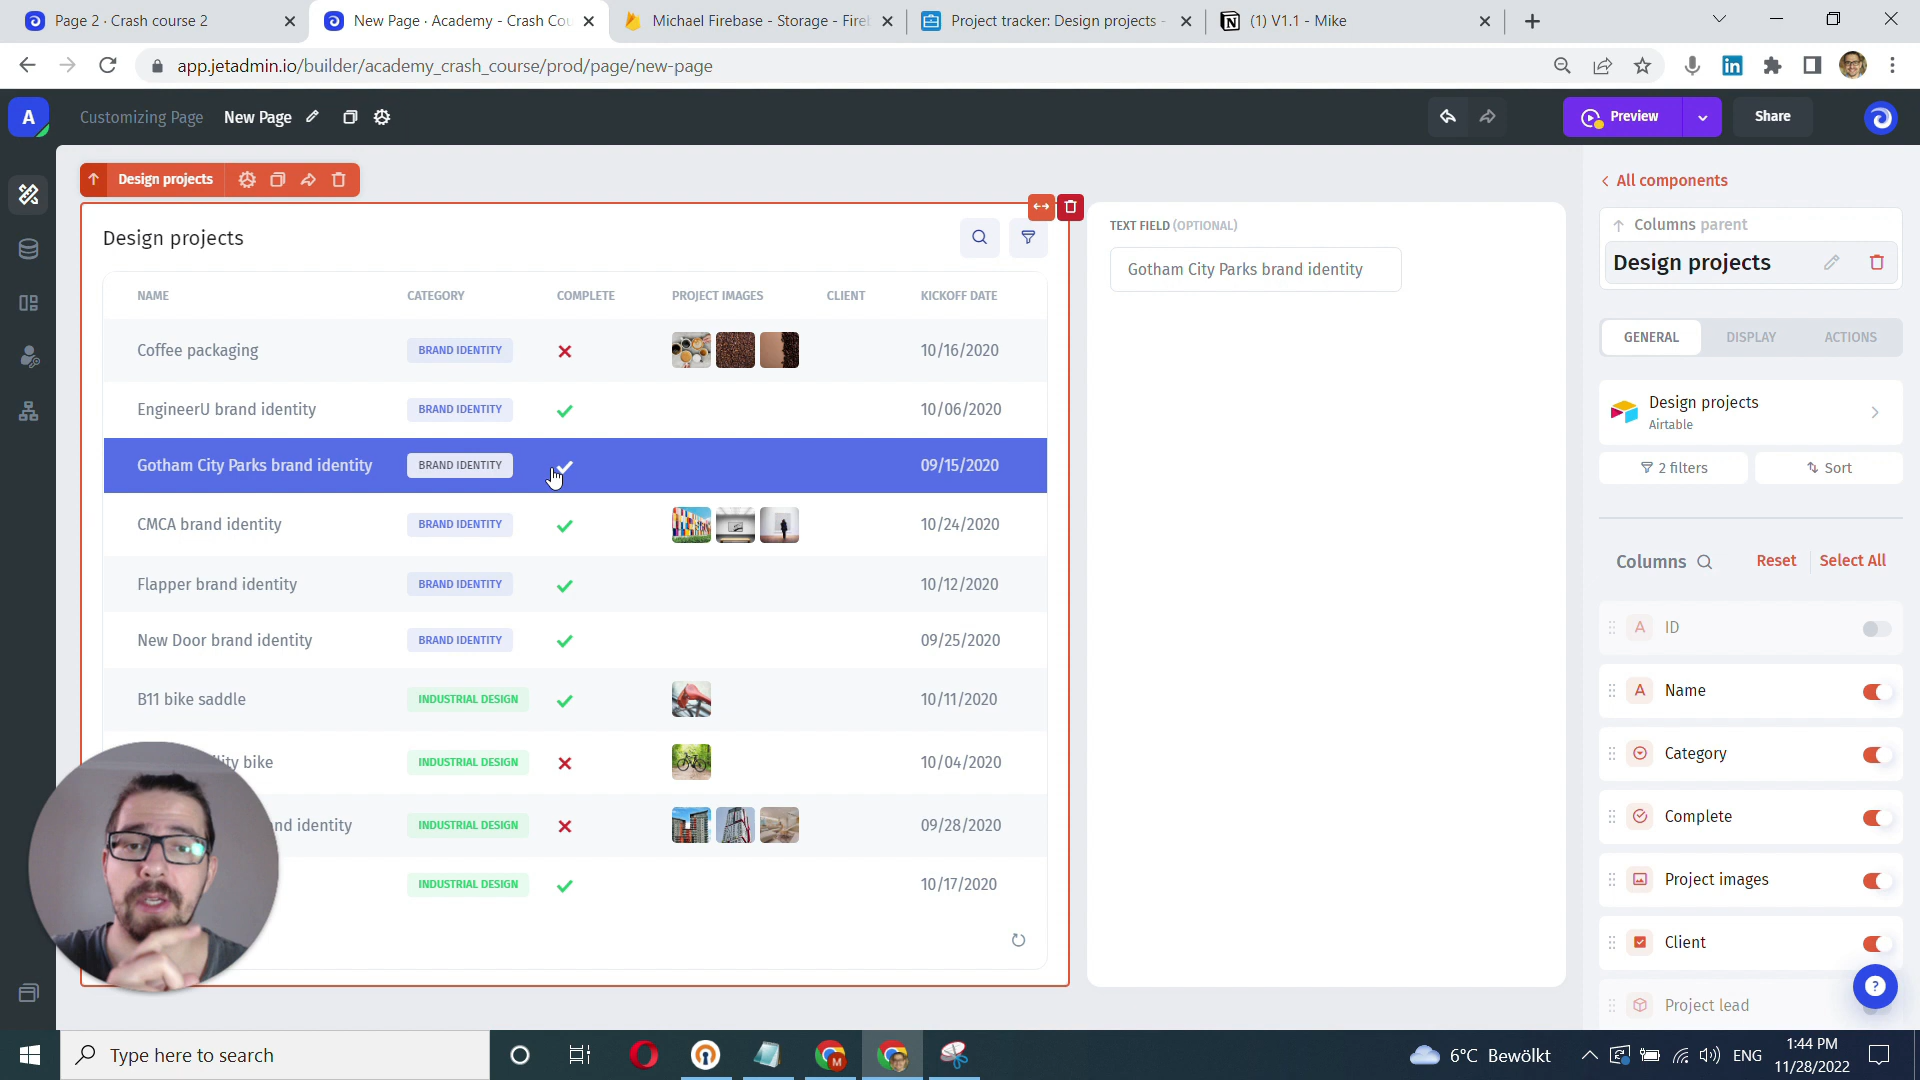 Page 2 · Crash course 2
New Page · Academy - Crash Cou
Michael Firebase - Storage - Fireb
Project tracker: Design projects -
(1) V1.1 - Mike
app.jetadmin.io/builder/academy_crash_course/prod/page/new-page
A
Customizing Page
New Page
Preview
Share
Design projects
Design projects
NAME
CATEGORY
COMPLETE
PROJECT IMAGES
CLIENT
KICKOFF DATE
Coffee packaging
BRAND IDENTITY
10/16/2020
EngineerU brand identity
BRAND IDENTITY
10/06/2020
Gotham City Parks brand identity
BRAND IDENTITY
09/15/2020
CMCA brand identity
BRAND IDENTITY
10/24/2020
Flapper brand identity
BRAND IDENTITY
10/12/2020
New Door brand identity
BRAND IDENTITY
09/25/2020
B11 bike saddle
INDUSTRIAL DESIGN
10/11/2020
bike
INDUSTRIAL DESIGN
10/04/2020
identity
INDUSTRIAL DESIGN
09/28/2020
INDUSTRIAL DESIGN
10/17/2020
TEXT FIELD (OPTIONAL)
Gotham City Parks brand identity
All components
Columns parent
Design projects
GENERAL
DISPLAY
ACTIONS
Design projects
Airtable
2 filters
Sort
Columns
Reset
Select All
A
ID
A
Name
Category
Complete
Project images
Client
Project lead
?
Type here to search
M
6°C Bewölkt
ENG
1:44 PM
11/28/2022